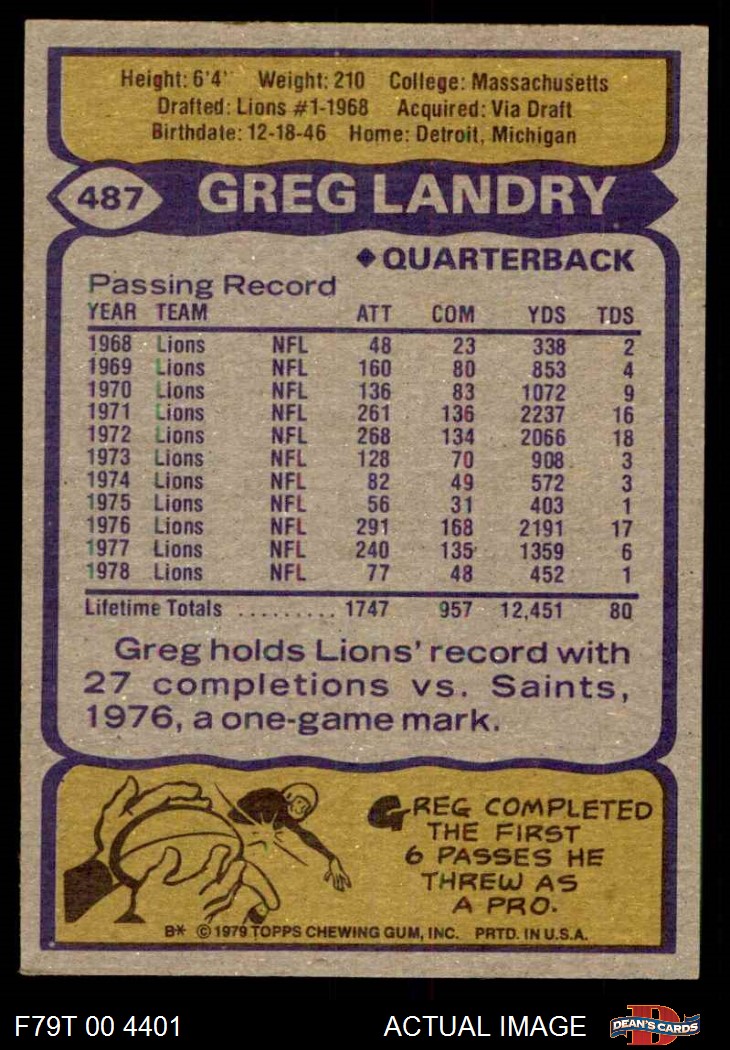 Height: 6'4" Weight: 210 College: Massachusetts
Drafted: Lions #1-1968 Acquired: Via Draft
Birthdate: 12-18-46 Home: Detroit, Michigan
487 GREG LANDRY
◆QUARTERBACK
Passing Record
YEAR TEAM ATT COM YDS TDS
1968 Lions NFL 48 23 338 2
1969 Lions NFL 160 80 853 4
1970 Lions NFL 136 83 1072 9
1971 Lions NFL 261 136 2237 16
1972 Lions NFL 268 134 2066 18
1973 Lions NFL 128 70 908 3
1974 Lions NFL 82 49 572 3
1975 Lions NFL 56 31 403 1
1976 Lions NFL 291 168 2191 17
1977 Lions NFL 240 135 1359 6
1978 Lions NFL 77 48 452 1
Lifetime Totals ......... 1747 957 12,451 80
Greg holds Lions' record with
27 completions vs. Saints,
1976, a one-game mark.
GREG COMPLETED
THE FIRST
6 PASSES HE
THREW AS
A PRO.
B* © 1979 TOPPS CHEWING GUM, INC. PRTD. IN U.S.A.
F79T 00 4401 ACTUAL IMAGE DEAN'S CARDS